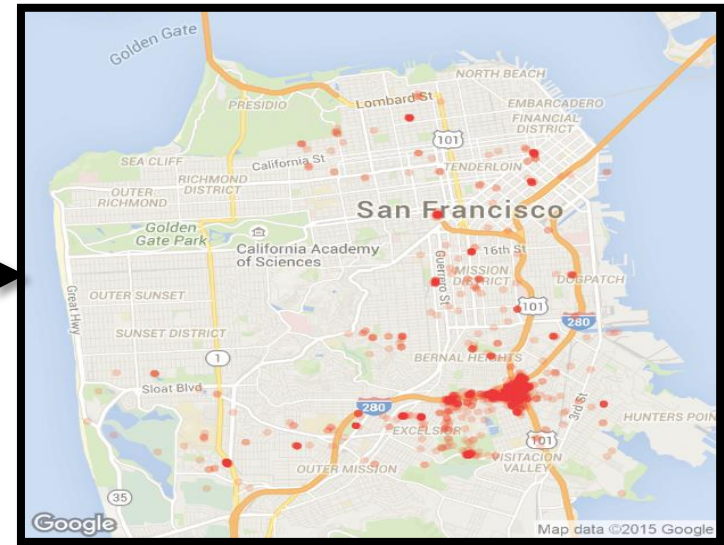 Golden Gate
NORTH BEACH
PRESIDIO
Lombard St
EMBARCADERO
FINANCIAL
DISTRICT
101
SEA CLIFF
California St
TENDERLOIN
RICHMOND
DISTRICT
OUTER
RICHMOND
San Francisco
Golden
Gate Park
California Academy
of Sciences
Guerrero St
16th St
MISSION
DISTRICT
DOGPATCH
Great Hwy
OUTER SUNSET
101
280
SUNSET DISTRICT
1
BERNAL HEIGHTS
Sloat Blvd
280
3rd St
HUNTERS POIN
EXCELSIOR
101
OUTER MISSION
VISITACION
VALLEY
35
Google
Map data ©2015 Google